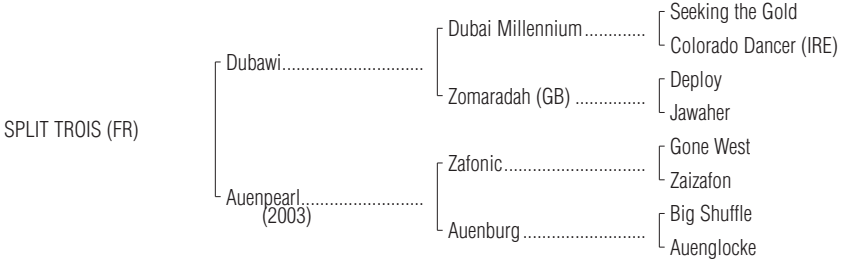 Seeking the Gold
Dubai Millennium.............
Colorado Dancer (IRE)
Dubawi..............................
Deploy
Zomaradah (GB) ...............
Jawaher
SPLIT TROIS (FR)
Gone West
Zafonic..............................
Zaizafon
Auenpearl..........................
(2003)
Big Shuffle
Auenburg ..........................
Auenglocke